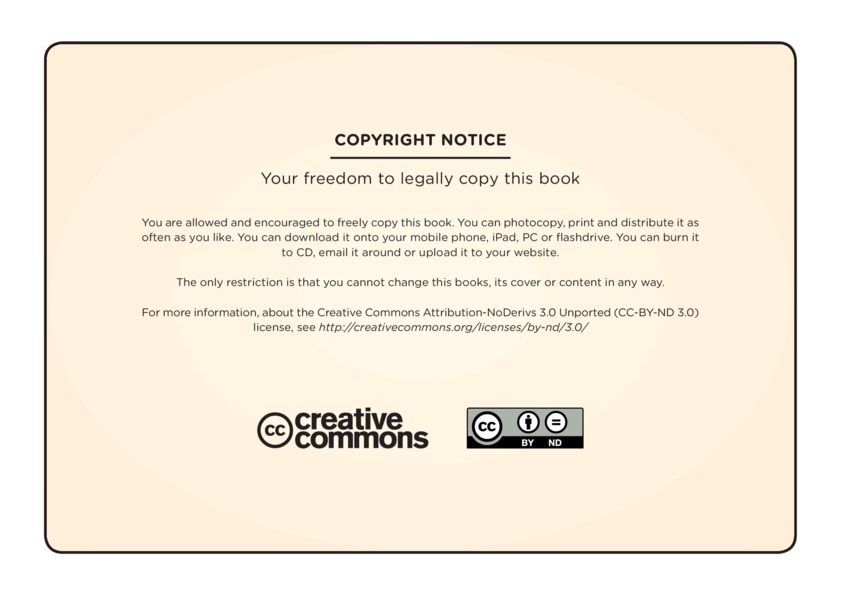 COPYRIGHT NOTICE
Your freedom to legally copy this book
You are allowed and encouraged to freely copy this book. You can photocopy, print and distribute it as
often as you like. You can download it onto your mobile phone, iPad, PC or flashdrive. You can burn it
to CD, email it around or upload it to your website.
The only restriction is that you cannot change this books, its cover or content in any way.
For more information, about the Creative Commons Attribution-NoDerivs 3.0 Unported (CC-BY-ND 3.0)
license, see http://creativecommons.org/licenses/by-nd/3.0/
cc creative
commons
cc
BY ND